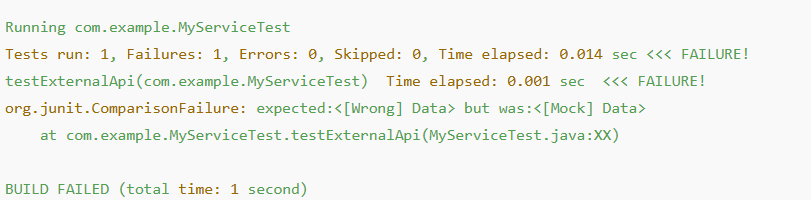 Running com.example.MyServiceTest
Tests run: 1, Failures: 1, Errors: 0, Skipped: 0, Time elapsed: 0.014 sec <<< FAILURE!
testExternalApi(com.example.MyServiceTest)  Time elapsed: 0.001 sec  <<< FAILURE!
org.junit.ComparisonFailure: expected:<[Wrong] Data> but was:<[Mock] Data>
    at com.example.MyServiceTest.testExternalApi(MyServiceTest.java:XX)
BUILD FAILED (total time: 1 second)